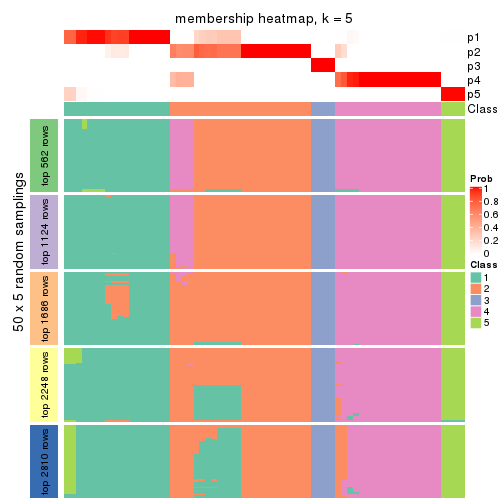 membership heatmap, k = 5
p1
p2
p3
p4
p5
Class
50 x 5 random samplings
top 562 rows
top 1124 rows
top 1686 rows
top 2248 rows
top 2810 rows
Prob
1
0.8
0.6
0.4
0.2
0
Class
1
2
3
4
5